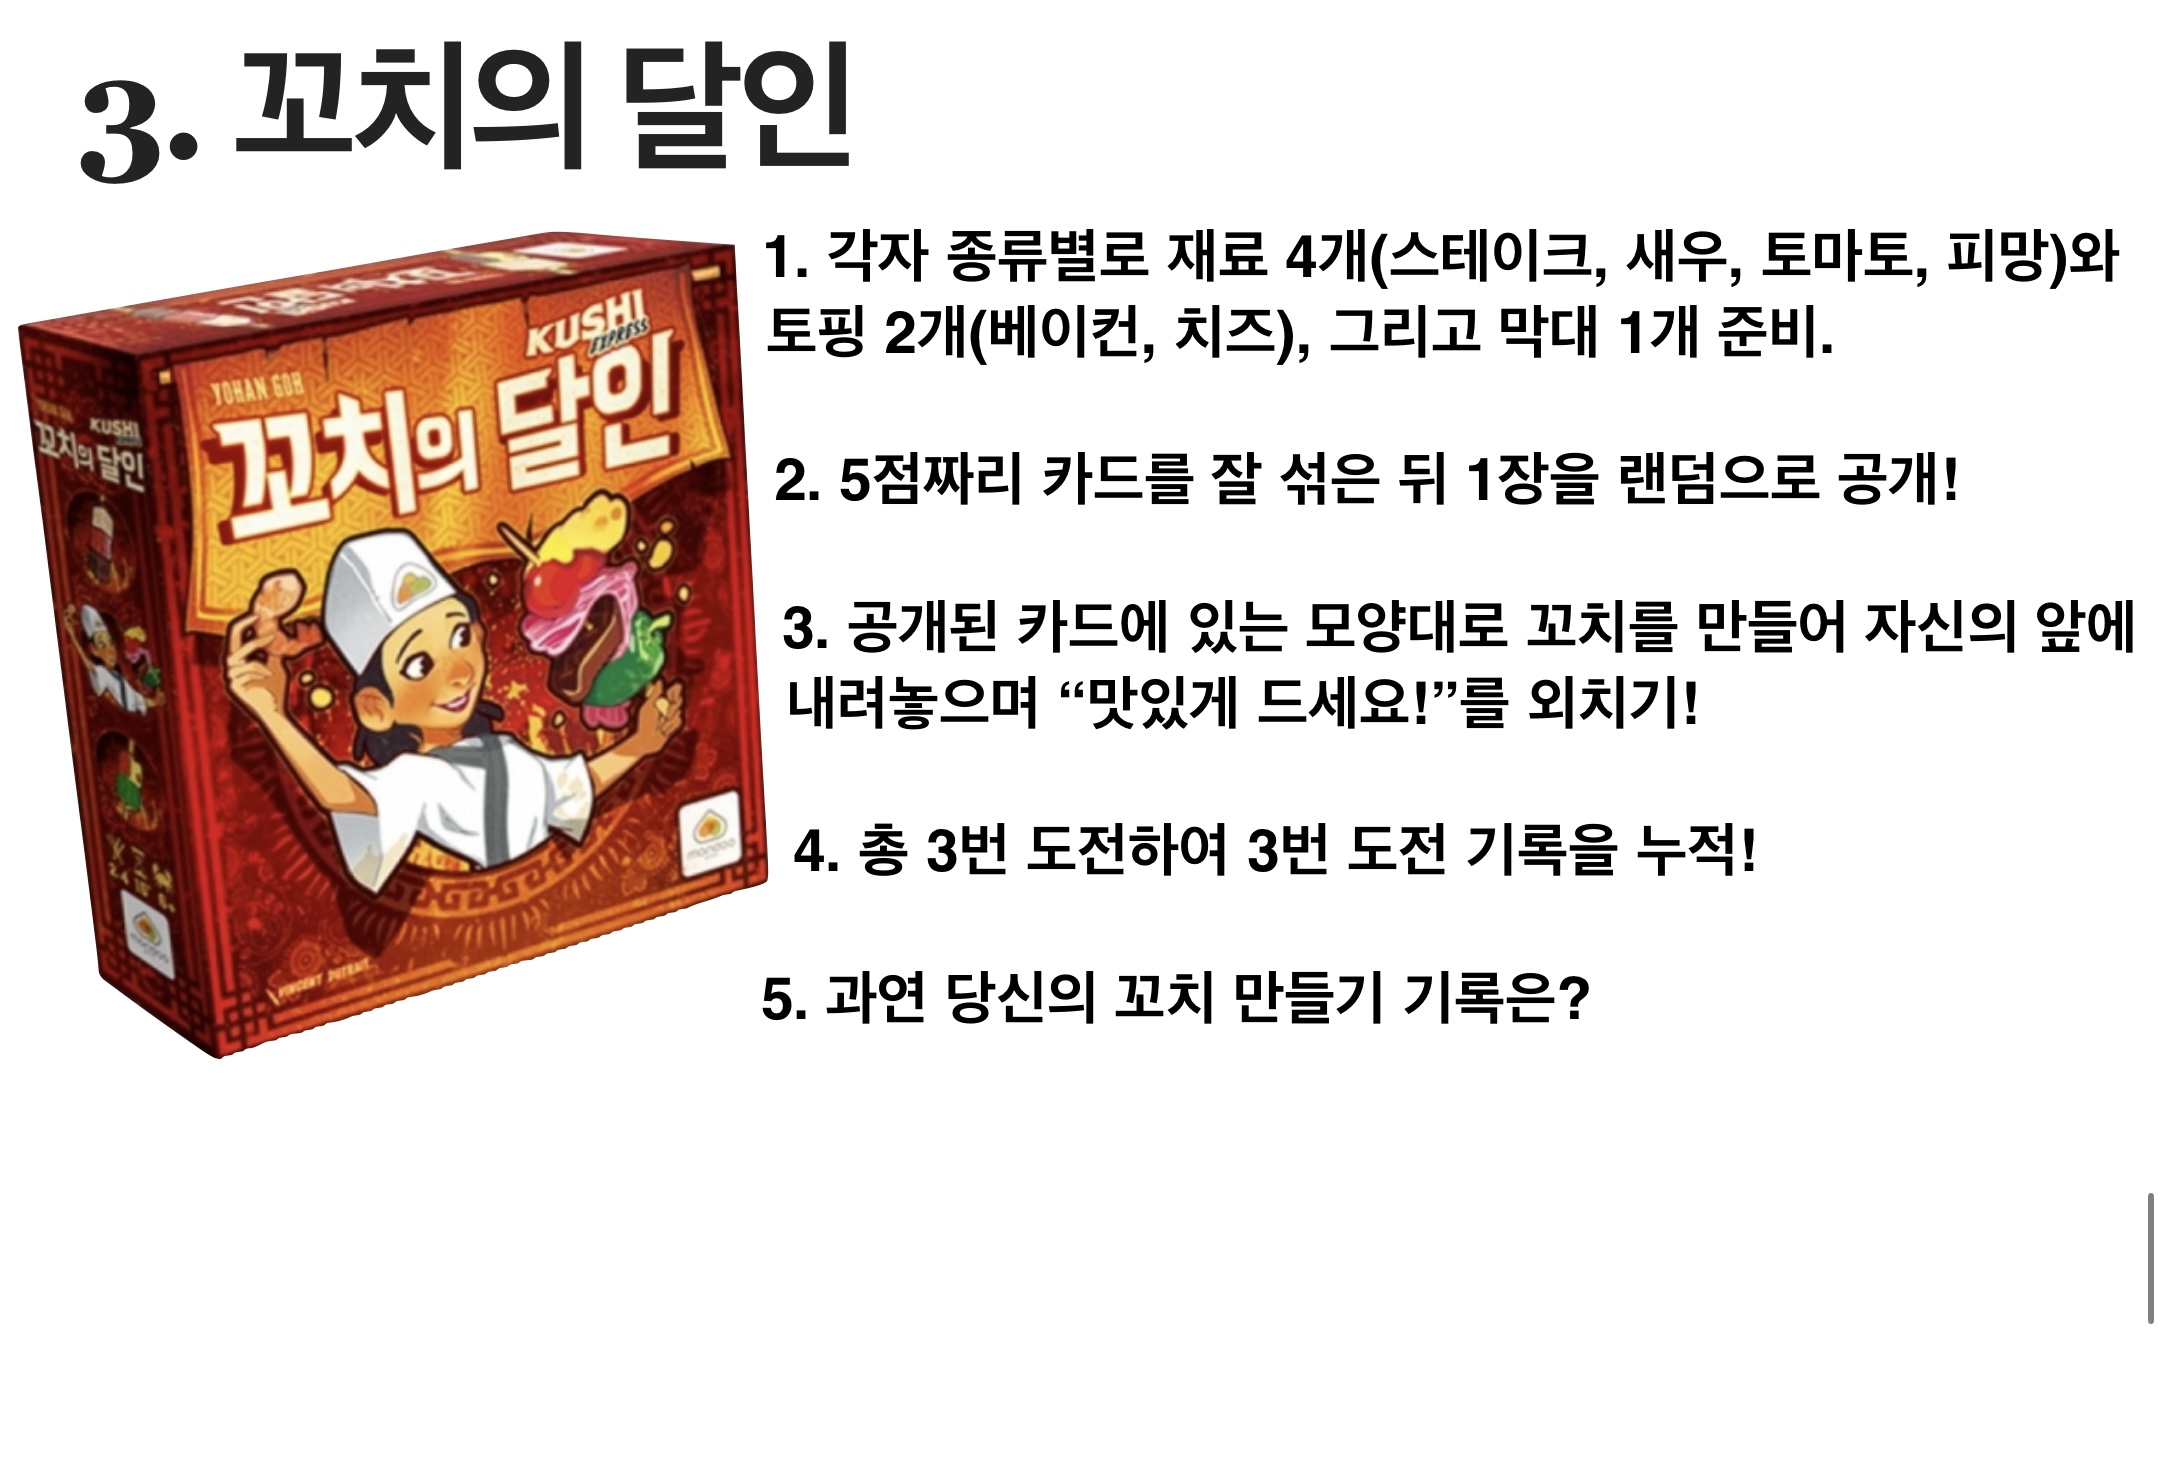 3. 꼬치의 달인
KUSHI
EXPRESS
YOHAN GOH
꼬치의 달인
KUSHI
꼬치의 달인
VINCENT DUTRAIT
1. 각자 종류별로 재료 4개(스테이크, 새우, 토마토, 피망)와
토핑 2개(베이컨, 치즈), 그리고 막대 1개 준비.
2. 5점짜리 카드를 잘 섞은 뒤 1장을 랜덤으로 공개!
3. 공개된 카드에 있는 모양대로 꼬치를 만들어 자신의 앞에
내려놓으며 “맛있게 드세요!”를 외치기!
4. 총 3번 도전하여 3번 도전 기록을 누적!
5. 과연 당신의 꼬치 만들기 기록은?